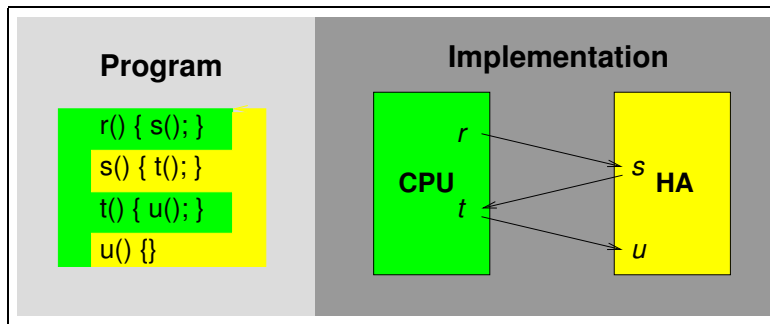 Program
r() { s(); }
s() { t(); }
t() { u(); }
u() {}
Implementation
r
CPU
t
s
HA
u